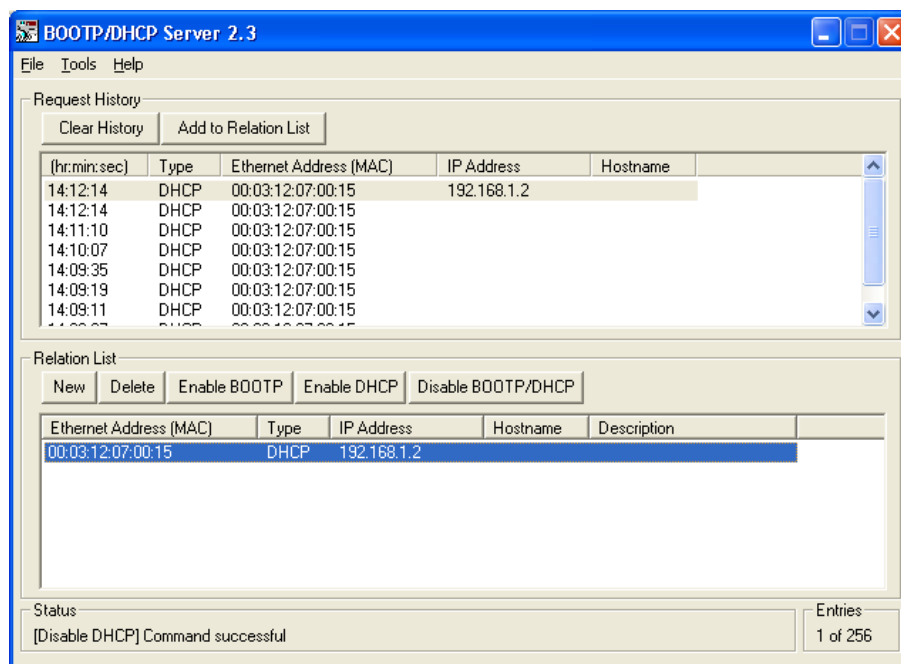 BOOTP/DHCP Server 2.3
File Tools Help
Request History
Clear History Add to Relation List
(hr:min:sec) Type Ethernet Address (MAC) IP Address Hostname
14:12:14 DHCP 00:03:12:07:00:15 192.168.1.2
14:12:14 DHCP 00:03:12:07:00:15
14:11:10 DHCP 00:03:12:07:00:15
14:10:07 DHCP 00:03:12:07:00:15
14:09:35 DHCP 00:03:12:07:00:15
14:09:19 DHCP 00:03:12:07:00:15
14:09:11 DHCP 00:03:12:07:00:15
Relation List
New Delete Enable BOOTP Enable DHCP Disable BOOTP/DHCP
Ethernet Address (MAC) Type IP Address Hostname Description
00:03:12:07:00:15 DHCP 192.168.1.2
Status
[Disable DHCP] Command successful
Entries
1 of 256